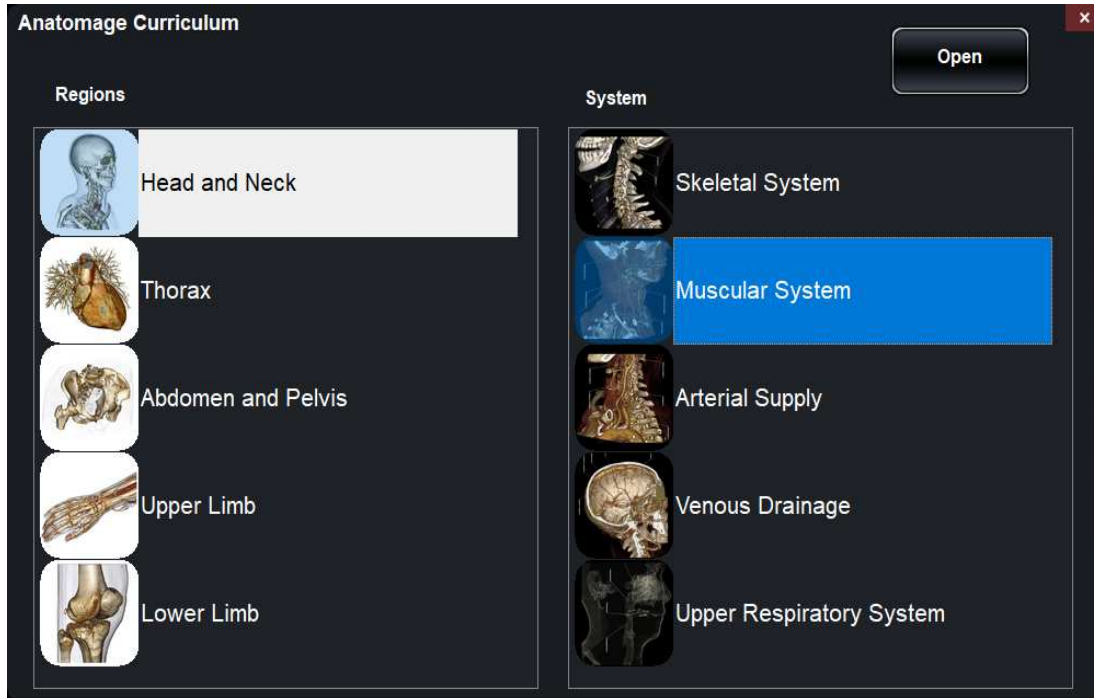 Anatomage Curriculum
×
Open
Regions
System
Head and Neck
Thorax
Abdomen and Pelvis
Upper Limb
Lower Limb
Skeletal System
Muscular System
Arterial Supply
Venous Drainage
Upper Respiratory System